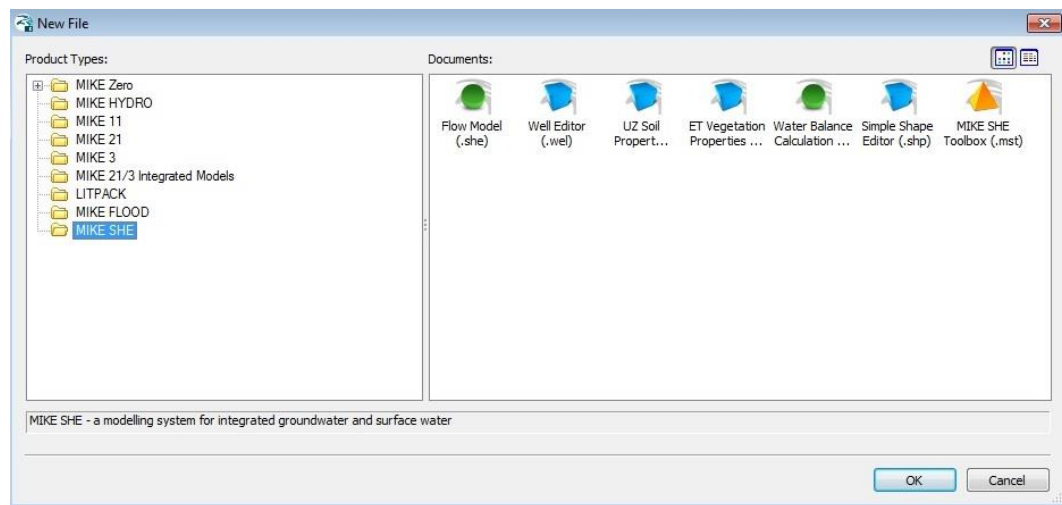 New File
Product Types:
MIKE Zero
MIKE HYDRO
MIKE 11
MIKE 21
MIKE 3
MIKE 21/3 Integrated Models
LITPACK
MIKE FLOOD
MIKE SHE
Documents:
Flow Model
(.she)
Well Editor
(.wel)
UZ Soil
Propert...
ET Vegetation
Properties ...
Water Balance
Calculation ...
Simple Shape
Editor (.shp)
MIKE SHE
Toolbox (.mst)
MIKE SHE - a modelling system for integrated groundwater and surface water
OK
Cancel